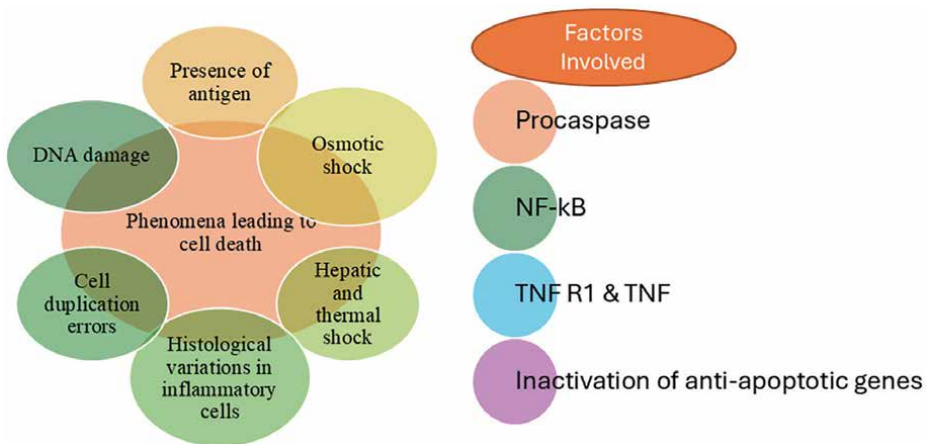 Presence of
antigen
DNA damage
Osmotic
shock
Phenomena leading to
cell death
Cell
duplication
errors
Hepatic
and
thermal
shock
Histological
variations in
inflammatory
cells
Factors
Involved
Procaspase
NF-kB
TNF R1 & TNF
Inactivation of anti-apoptotic genes